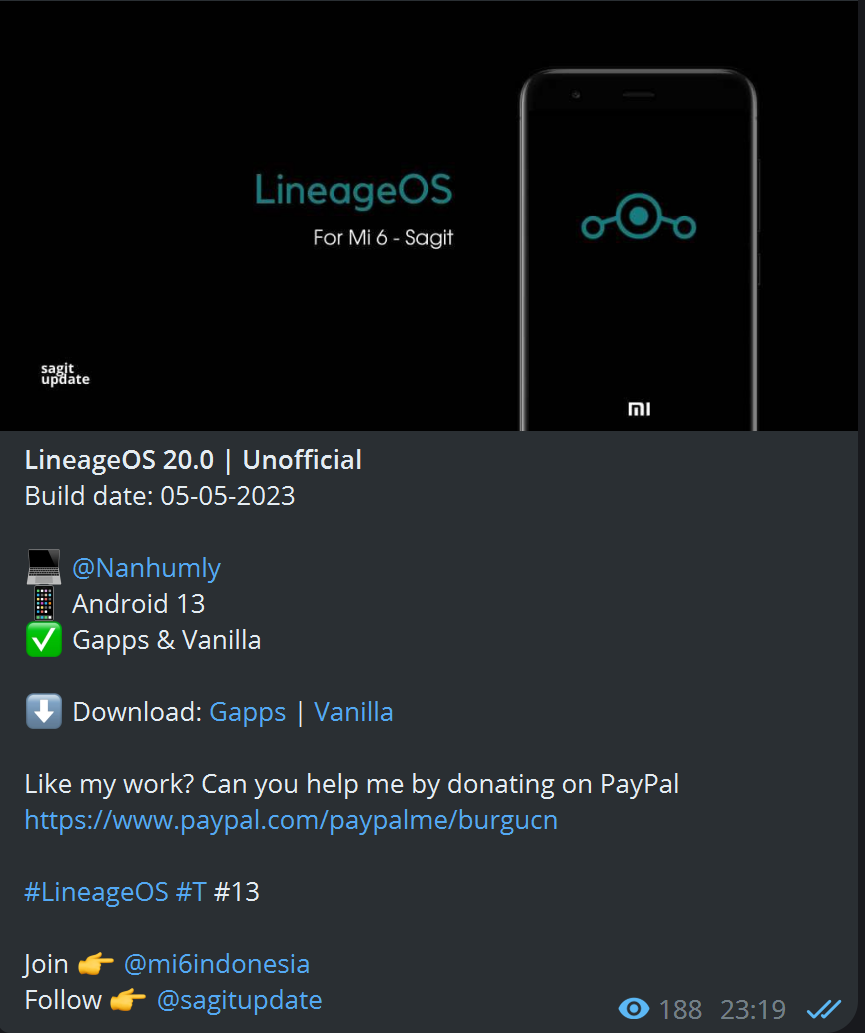 LineageOS
For Mi 6 - Sagit
sagit
update
MI
LineageOS 20.0 | Unofficial
Build date: 05-05-2023
💻 @Nanhumly
📱 Android 13
✅ Gapps & Vanilla
⬇️ Download: Gapps | Vanilla
Like my work? Can you help me by donating on PayPal
https://www.paypal.com/paypalme/burgucn
#LineageOS #T #13
Join 👉 @mi6indonesia
Follow 👉 @sagitupdate
188 23:19